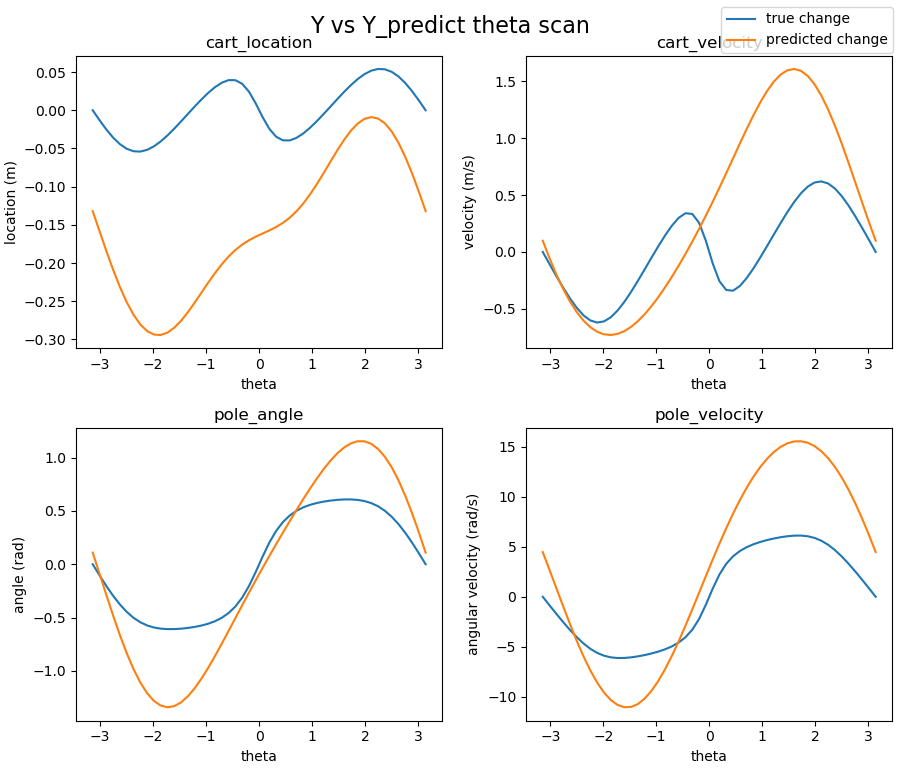 Y vs Y_predict theta scan
true change
predicted change
cart_location
0.05
0.00
−0.05
−0.10
−0.15
−0.20
−0.25
−0.30
location (m)
−3 −2 −1 0 1 2 3
theta
cart_velocity
1.5
1.0
0.5
0.0
−0.5
velocity (m/s)
−3 −2 −1 0 1 2 3
theta
pole_angle
1.0
0.5
0.0
−0.5
−1.0
angle (rad)
−3 −2 −1 0 1 2 3
theta
pole_velocity
15
10
5
0
−5
−10
angular velocity (rad/s)
−3 −2 −1 0 1 2 3
theta